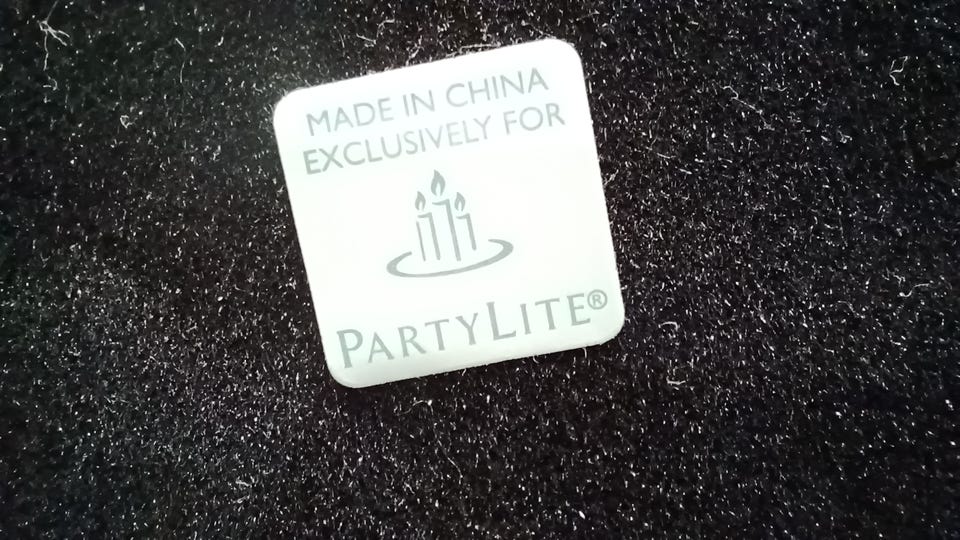 MADE IN CHINA
EXCLUSIVELY FOR
PARTYLITE®